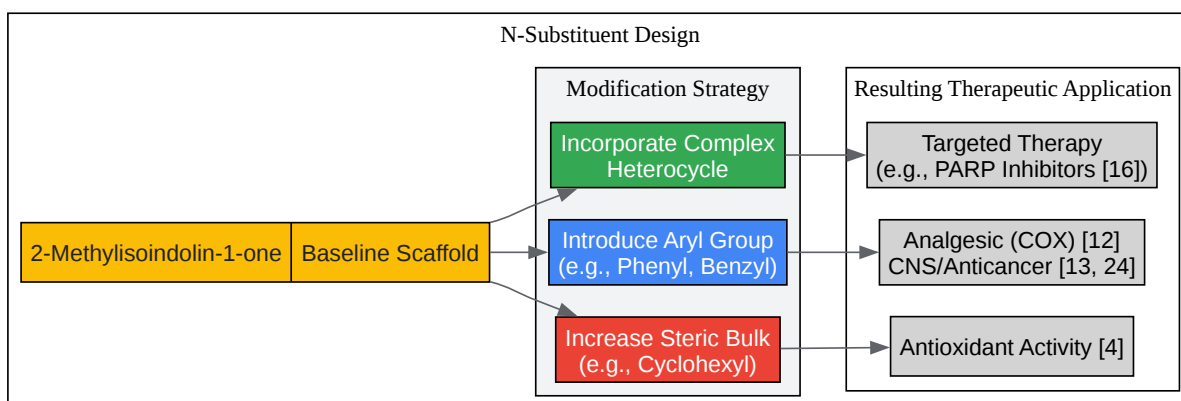 N-Substituent Design
Modification Strategy
Resulting Therapeutic Application
2-Methylisoindolin-1-one
Baseline Scaffold
Incorporate Complex
Heterocycle
Targeted Therapy
(e.g., PARP Inhibitors [16])
Introduce Aryl Group
(e.g., Phenyl, Benzyl)
Analgesic (COX) [12]
CNS/Anticancer [13, 24]
Increase Steric Bulk
(e.g., Cyclohexyl)
Antioxidant Activity [4]